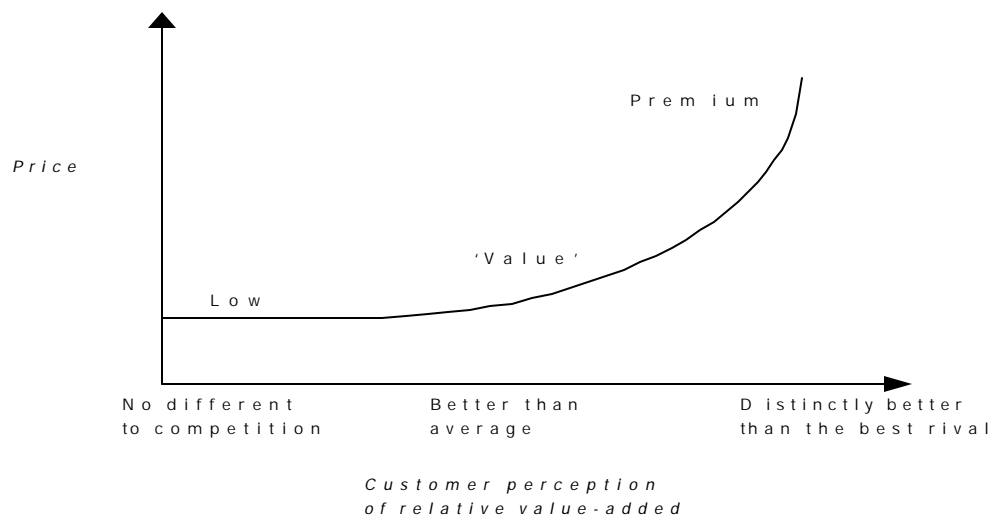 Premium
Price
‘Value’
Low
No different
to competition
Better than
average
Distinctly better
than the best rival
Customer perception
of relative value-added